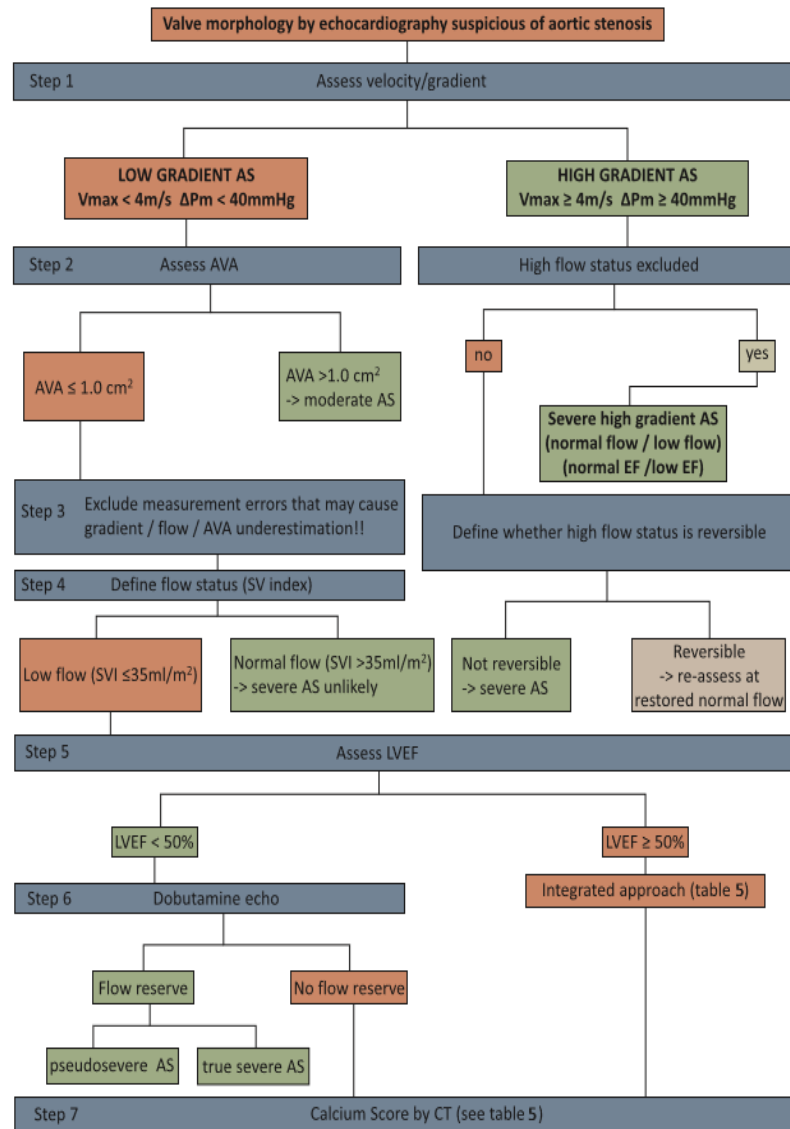 Valve morphology by echocardiography suspicious of aortic stenosis
Step 1
Assess velocity/gradient
LOW GRADIENT AS
Vmax < 4m/s ΔPm < 40mmHg
HIGH GRADIENT AS
Vmax ≥ 4m/s ΔPm ≥ 40mmHg
Step 2
Assess AVA
High flow status excluded
AVA ≤ 1.0 cm²
AVA >1.0 cm²
-> moderate AS
no
yes
Severe high gradient AS
(normal flow / low flow)
(normal EF /low EF)
Step 3
Exclude measurement errors that may cause
gradient / flow / AVA underestimation!!
Define whether high flow status is reversible
Step 4
Define flow status (SV index)
Low flow (SVI ≤35ml/m²)
Normal flow (SVI >35ml/m²)
-> severe AS unlikely
Not reversible
-> severe AS
Reversible
-> re-assess at
restored normal flow
Step 5
Assess LVEF
LVEF < 50%
LVEF ≥ 50%
Step 6
Dobutamine echo
Integrated approach (table 5)
Flow reserve
No flow reserve
pseudosevere AS
true severe AS
Step 7
Calcium Score by CT (see table 5)